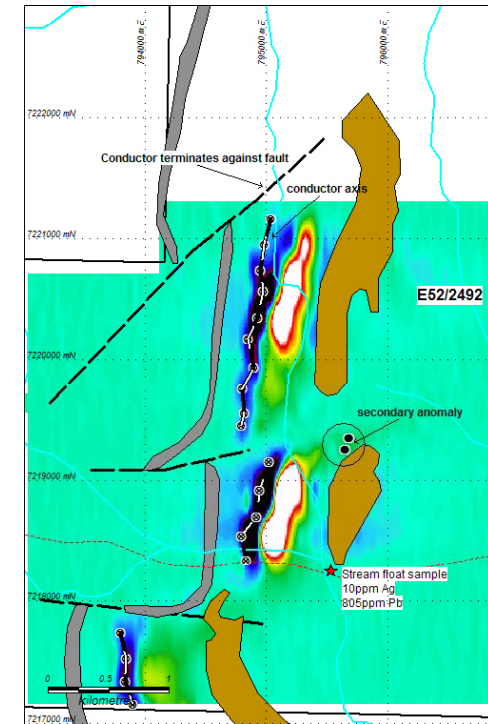 794000 m E
795000 m E
796000 m E
7222000 mN
Conductor terminates against fault
conductor axis
7221000 mN
E52/2492
7220000 mN
secondary anomaly
7219000 mN
Stream float sample
10ppm Ag
805ppm Pb
7218000 mN
0 0.5 1
kilometre
7217000 mN